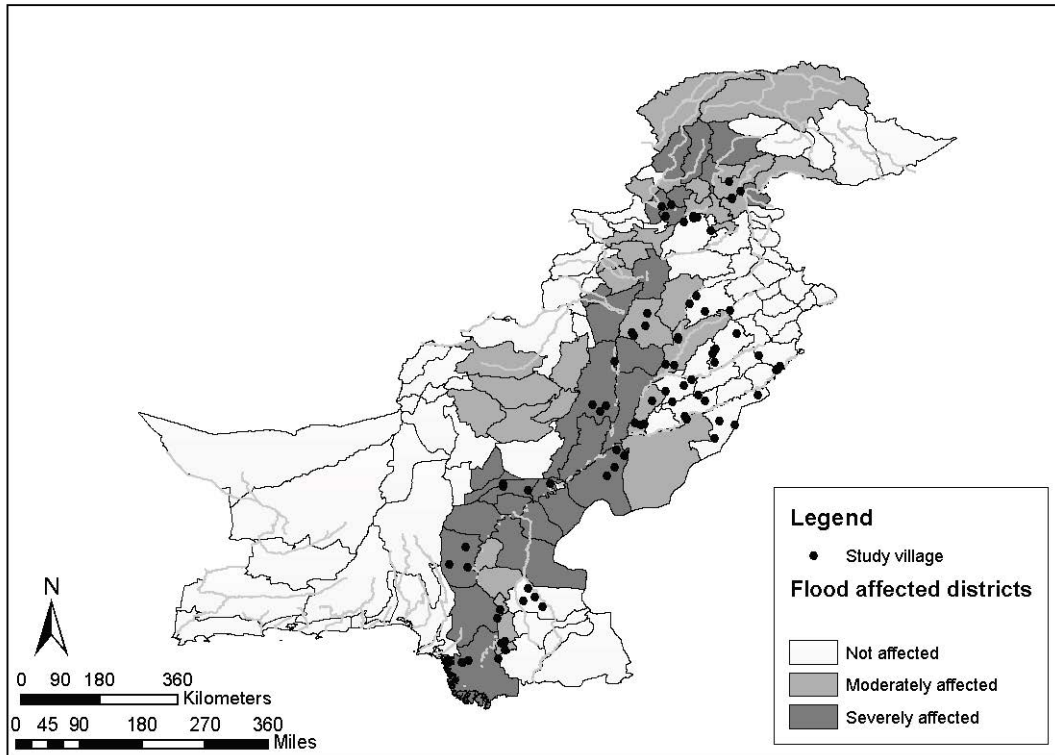 Legend
Study village
Flood affected districts
Not affected
Moderately affected
Severely affected
N
0 90 180 360
Kilometers
0 45 90 180 270 360
Miles